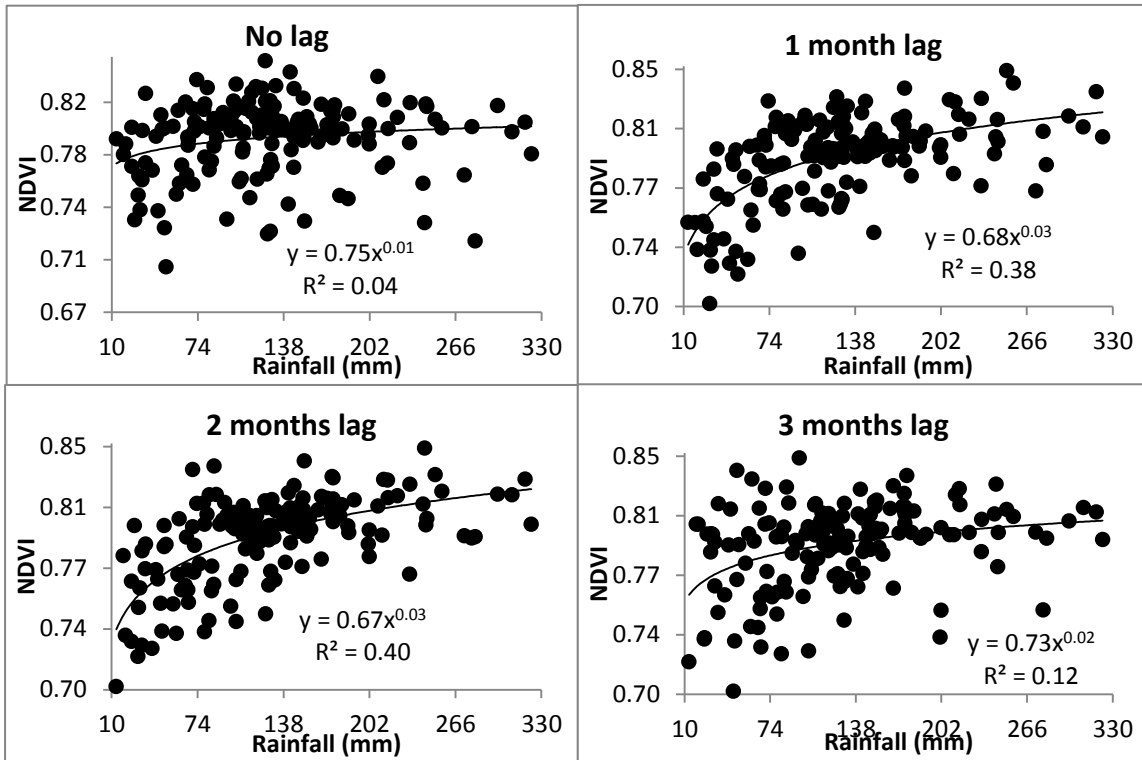 No lag
NDVI
0.82
0.78
0.74
0.71
0.67
y = 0.75x^0.01
R² = 0.04
10 74 138 202 266 330
Rainfall (mm)
1 month lag
NDVI
0.85
0.81
0.77
0.74
0.70
y = 0.68x^0.03
R² = 0.38
10 74 138 202 266 330
Rainfall (mm)
2 months lag
NDVI
0.85
0.81
0.77
0.74
0.70
y = 0.67x^0.03
R² = 0.40
10 74 138 202 266 330
Rainfall (mm)
3 months lag
NDVI
0.85
0.81
0.77
0.74
0.70
y = 0.73x^0.02
R² = 0.12
10 74 138 202 266 330
Rainfall (mm)